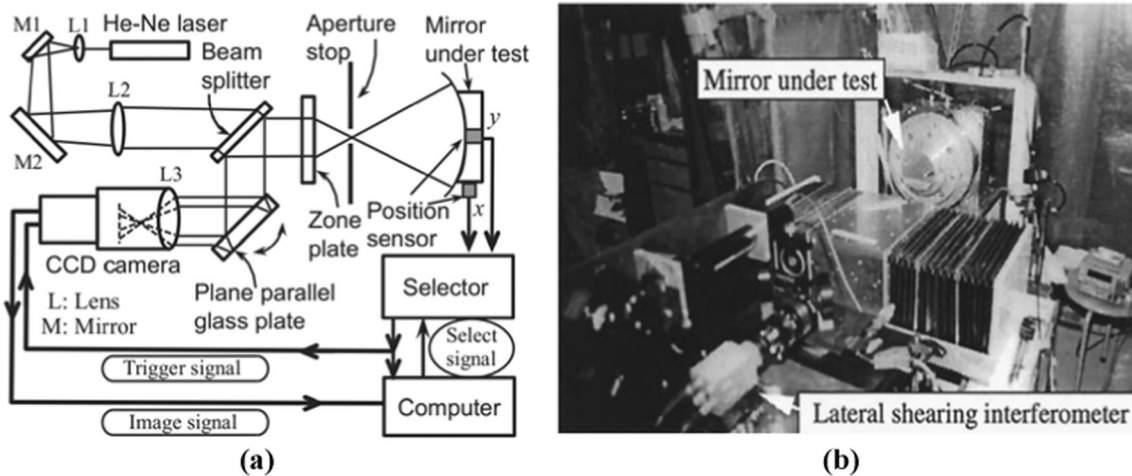 He-Ne laser
M1
L1
Beam
splitter
Aperture
stop
Mirror
under test
L2
y
M2
L3
Zone
plate
Position
sensor
x
CCD camera
Plane parallel
glass plate
L: Lens
M: Mirror
Selector
Select
signal
Trigger signal
Computer
Image signal
(a)
Mirror under test
Lateral shearing interferometer
(b)